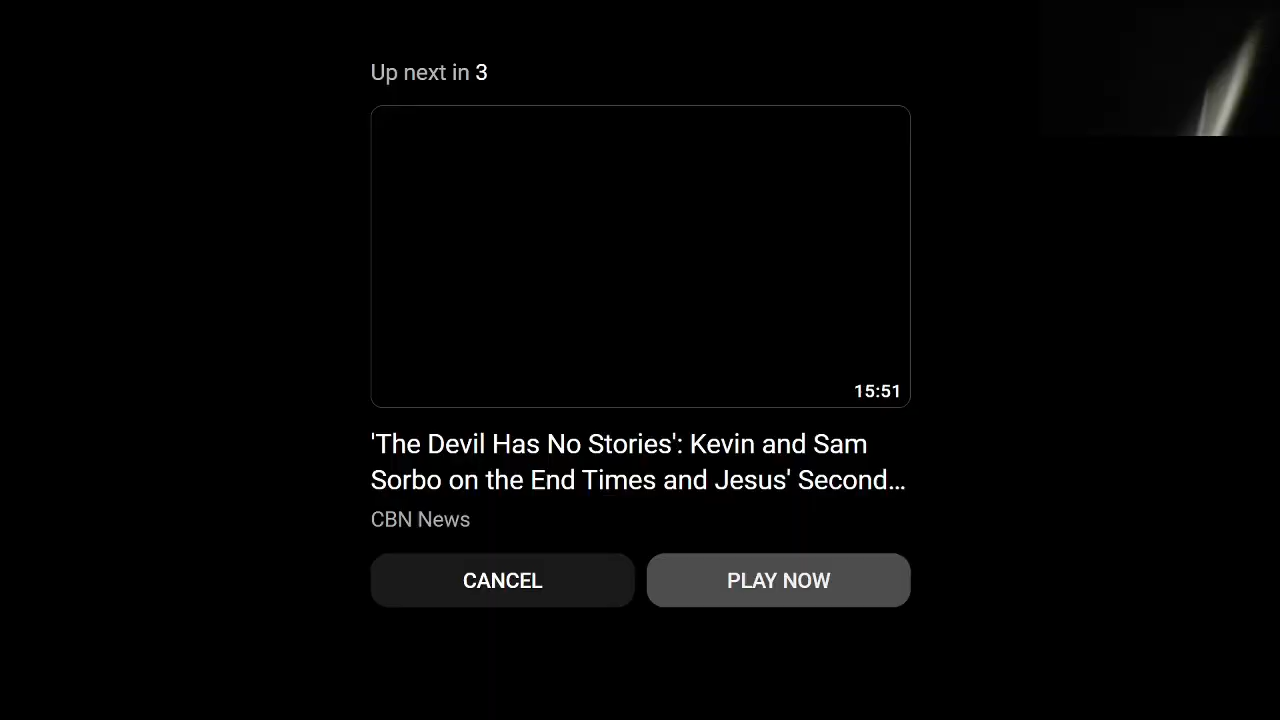 Up next in 3
15:51
'The Devil Has No Stories': Kevin and Sam
Sorbo on the End Times and Jesus' Second...
CBN News
CANCEL
PLAY NOW